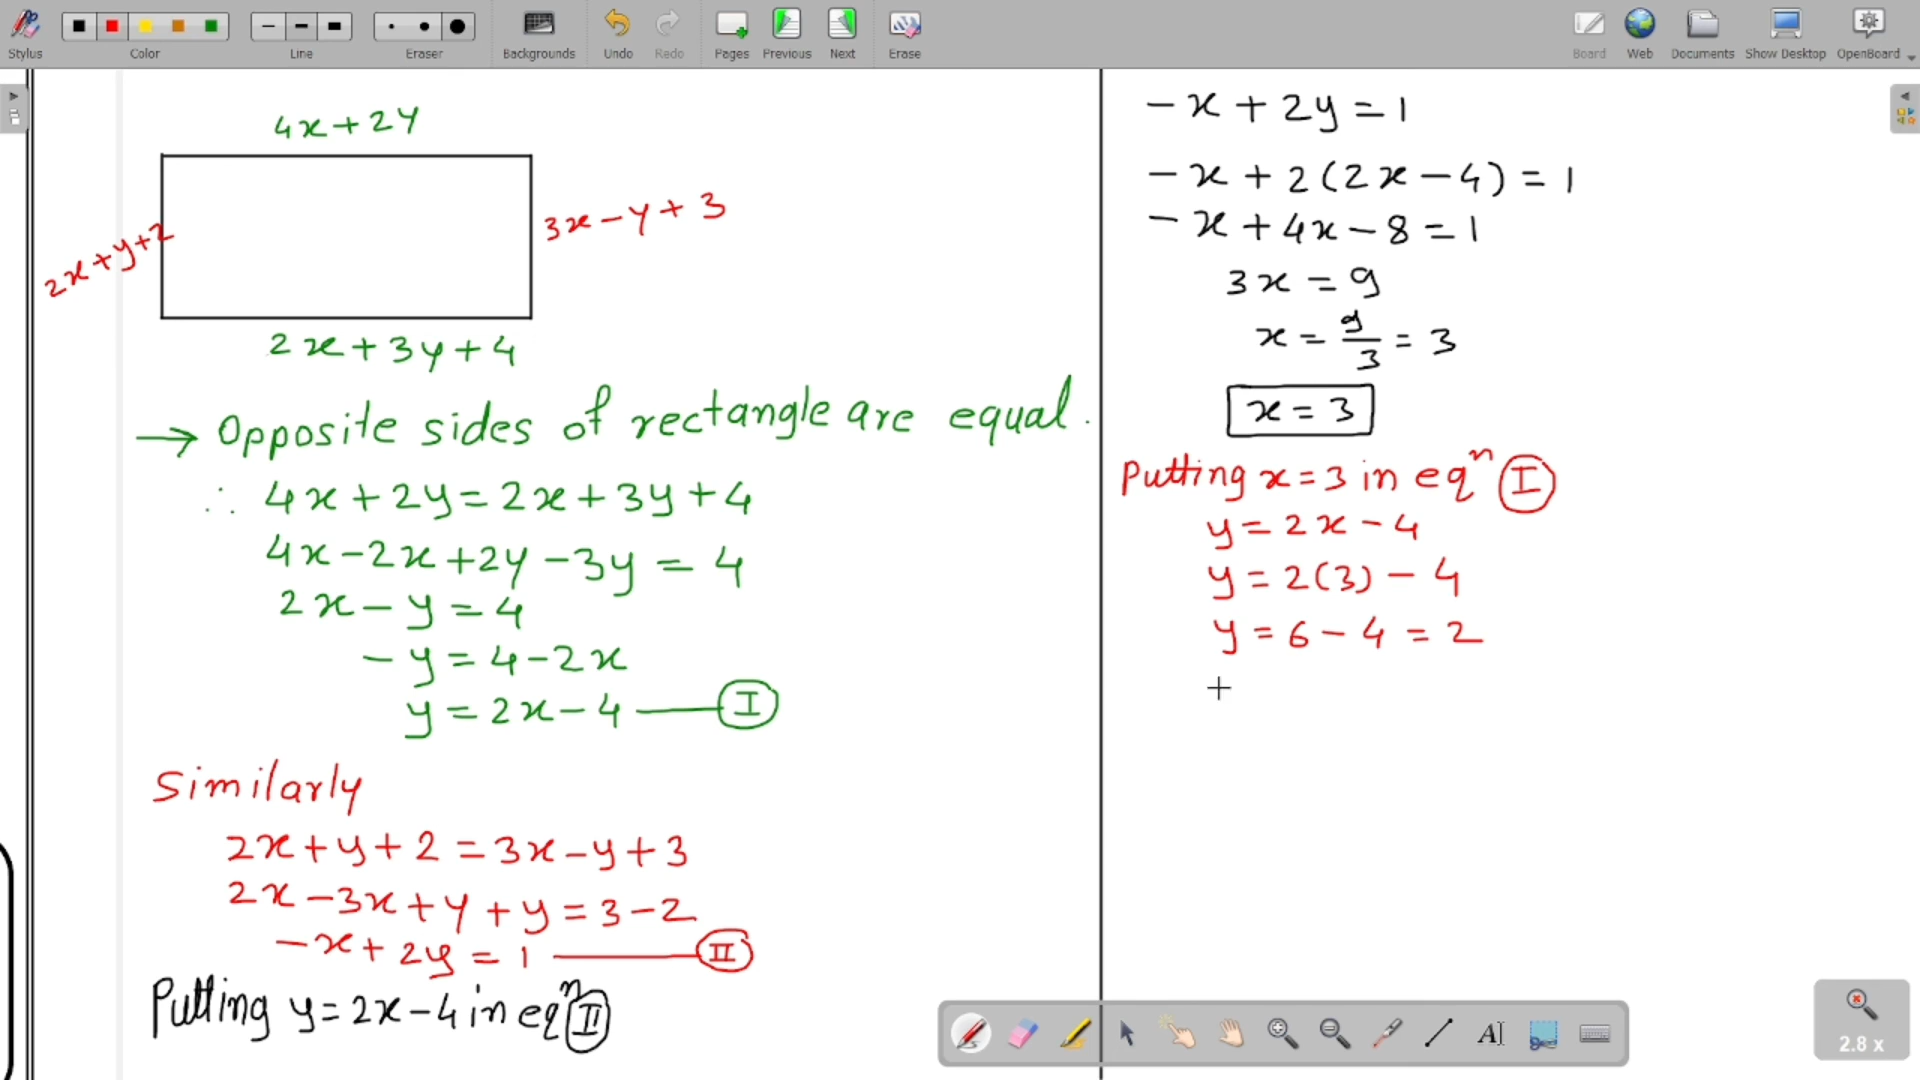 Stylus Color Line Eraser Backgrounds Undo Redo Pages Previous Next Erase Board Web Documents Show Desktop OpenBoard
4x+2y
2x+y+2
3x-y+3
2x+3y+4
→ Opposite sides of rectangle are equal.
∴ 4x+2y=2x+3y+4
4x-2x+2y-3y=4
2x-y=4
-y=4-2x
y=2x-4 —— I
Similarly
2x+y+2=3x-y+3
2x-3x+y+y=3-2
-x+2y=1 —— II
Putting y=2x-4 in eqⁿ II
-x+2y=1
-x+2(2x-4)=1
-x+4x-8=1
3x=9
x=9/3=3
x=3
Putting x=3 in eqⁿ I
y=2x-4
y=2(3)-4
y=6-4=2
2.8 x